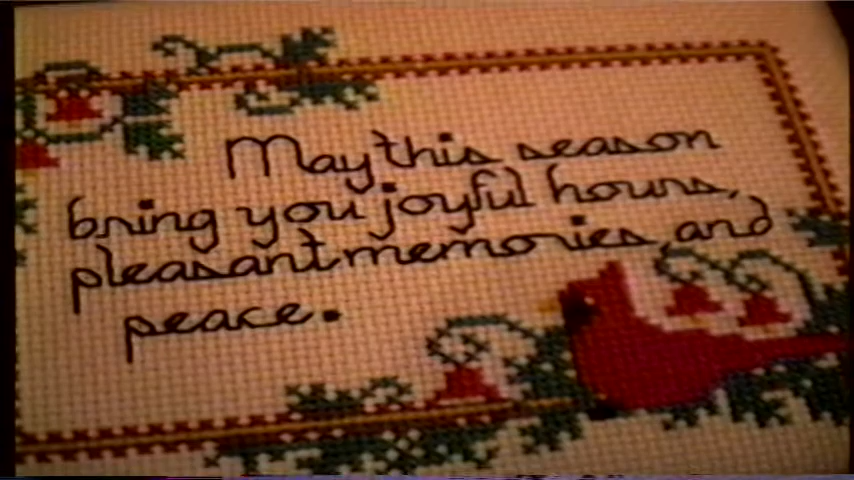 May this season
bring you joyful hours,
pleasant memories, and
peace.